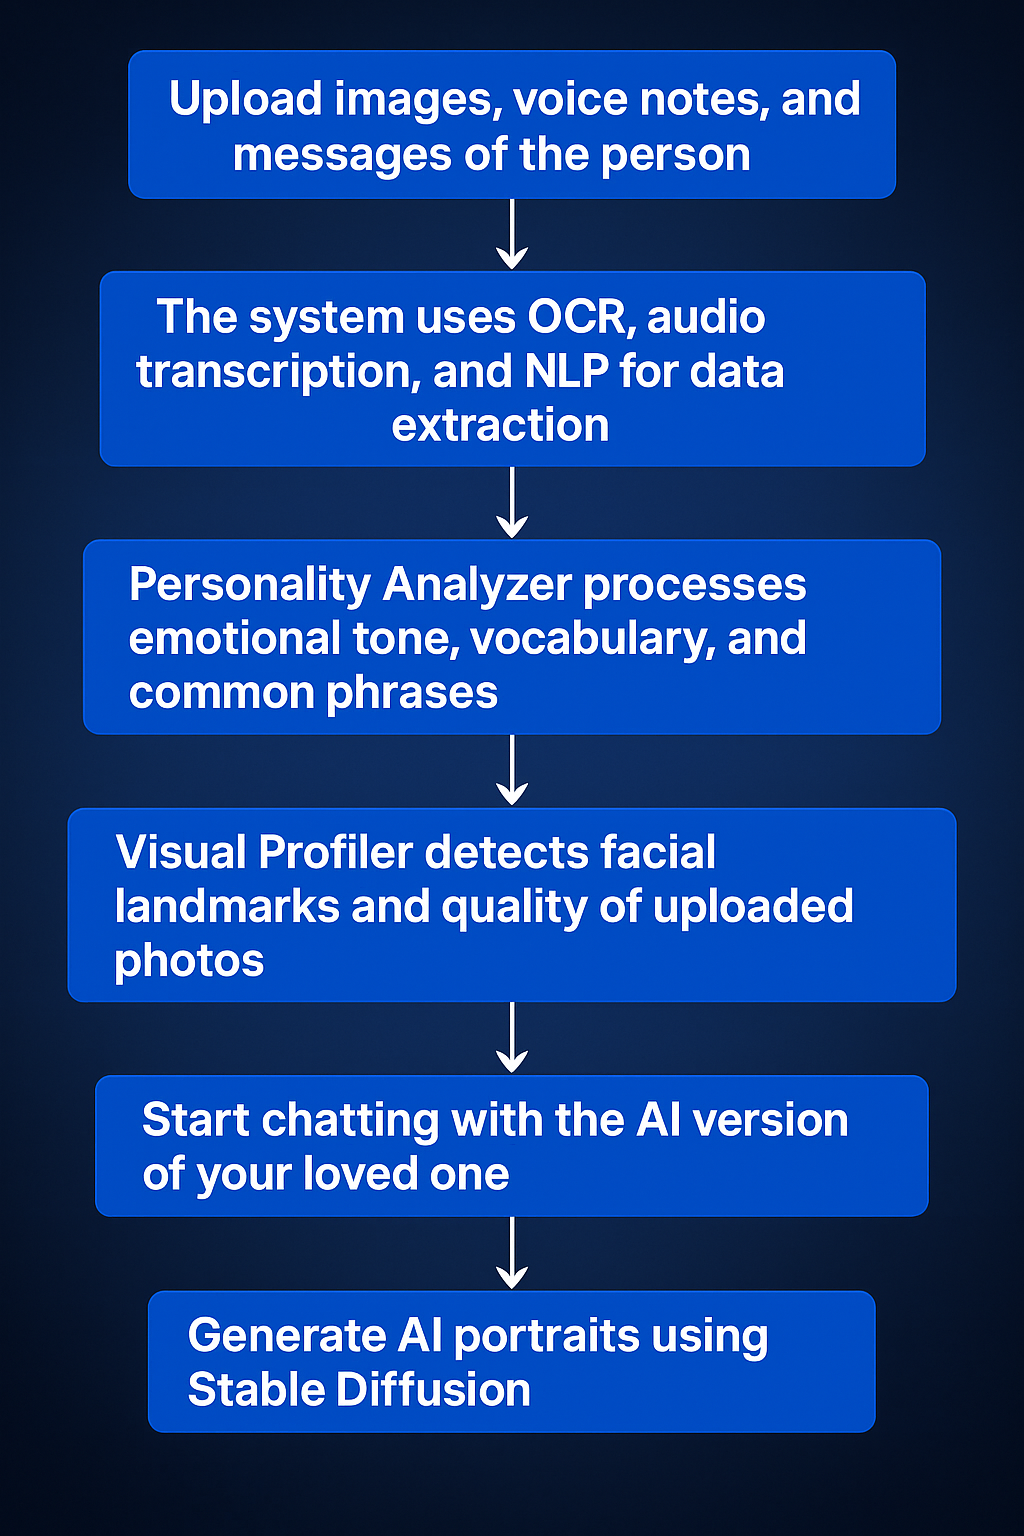 Upload images, voice notes, and
messages of the person
The system uses OCR, audio
transcription, and NLP for data
extraction
Personality Analyzer processes
emotional tone, vocabulary, and
common phrases
Visual Profiler detects facial
landmarks and quality of uploaded
photos
Start chatting with the AI version
of your loved one
Generate AI portraits using
Stable Diffusion